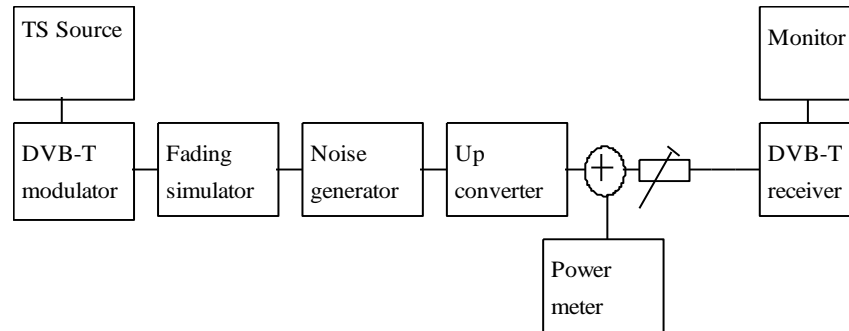 TS Source
Monitor
DVB-T
modulator
Fading
simulator
Noise
generator
Up
converter
+
DVB-T
receiver
Power
meter